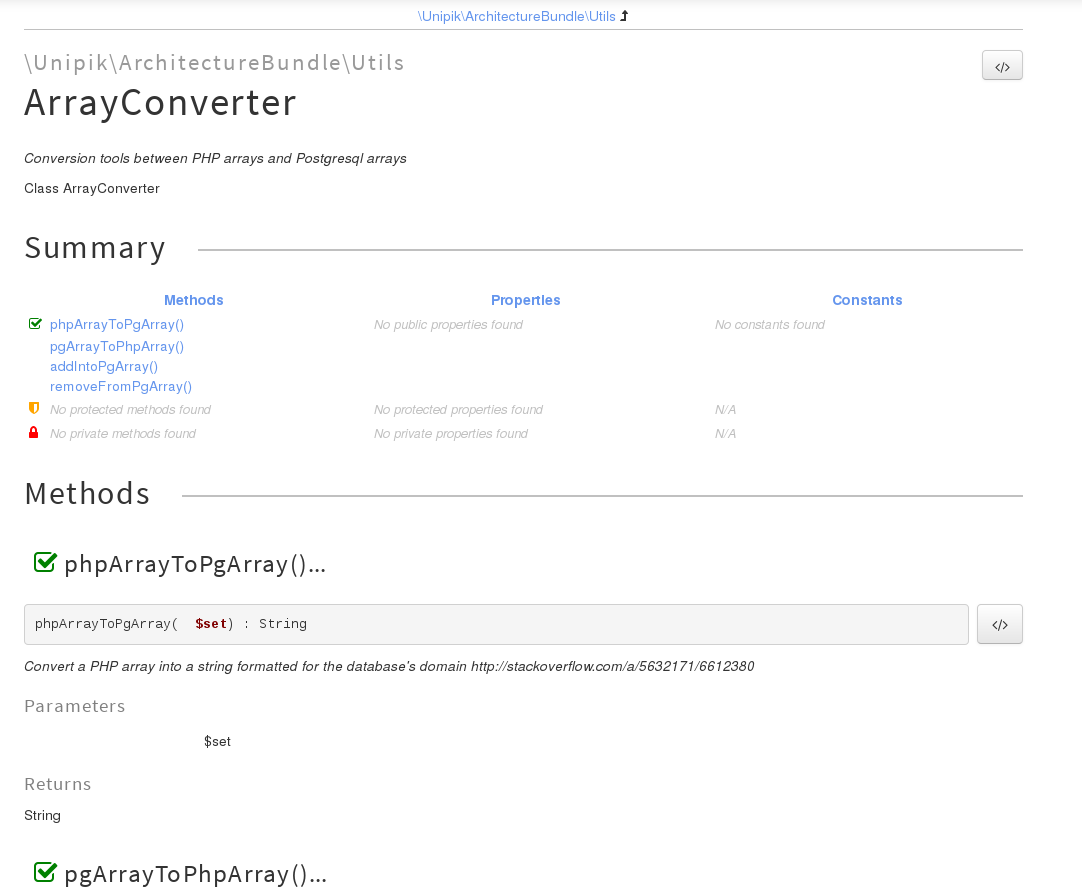 \Unipik\ArchitectureBundle\Utils
\Unipik\ArchitectureBundle\Utils
</>
ArrayConverter
Conversion tools between PHP arrays and Postgresql arrays
Class ArrayConverter
Summary
Methods Properties Constants
phpArrayToPgArray() No public properties found No constants found
pgArrayToPhpArray()
addIntoPgArray()
removeFromPgArray()
No protected methods found No protected properties found N/A
No private methods found No private properties found N/A
Methods
phpArrayToPgArray()...
phpArrayToPgArray( $set) : String </>
Convert a PHP array into a string formatted for the database's domain http://stackoverflow.com/a/5632171/6612380
Parameters
$set
Returns
String
pgArrayToPhpArray()...